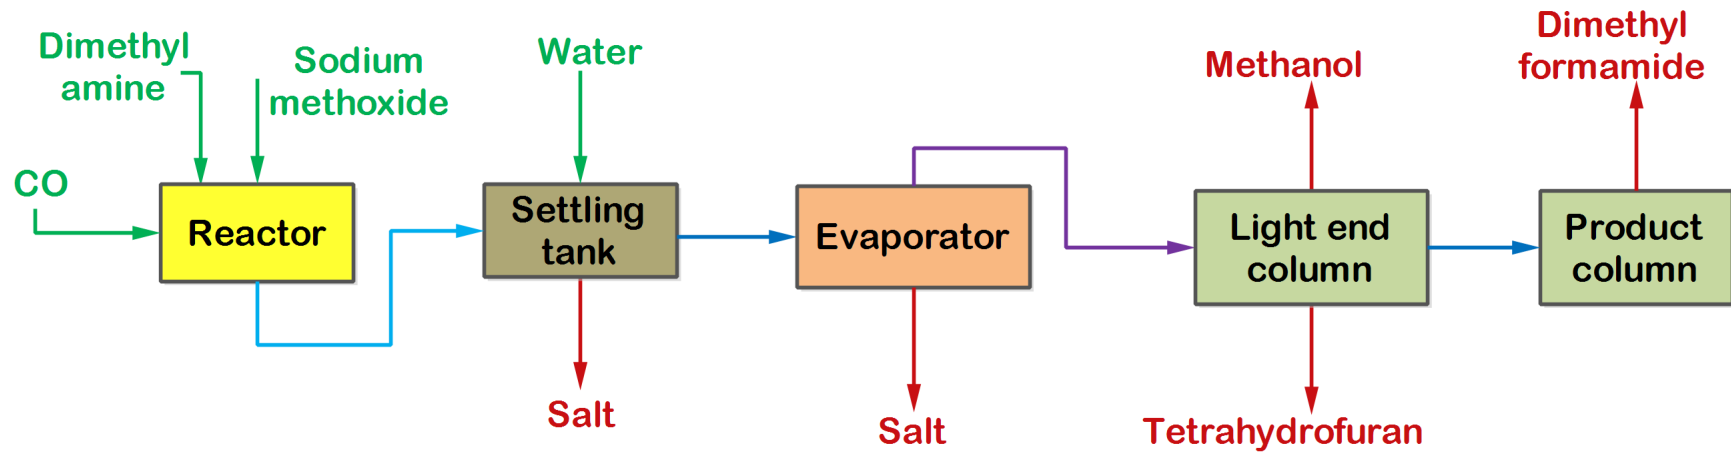 Dimethyl
amine
Sodium
methoxide
Water
Methanol
Dimethyl
formamide
CO
Reactor
Settling
tank
Evaporator
Light end
column
Product
column
Salt
Salt
Tetrahydrofuran